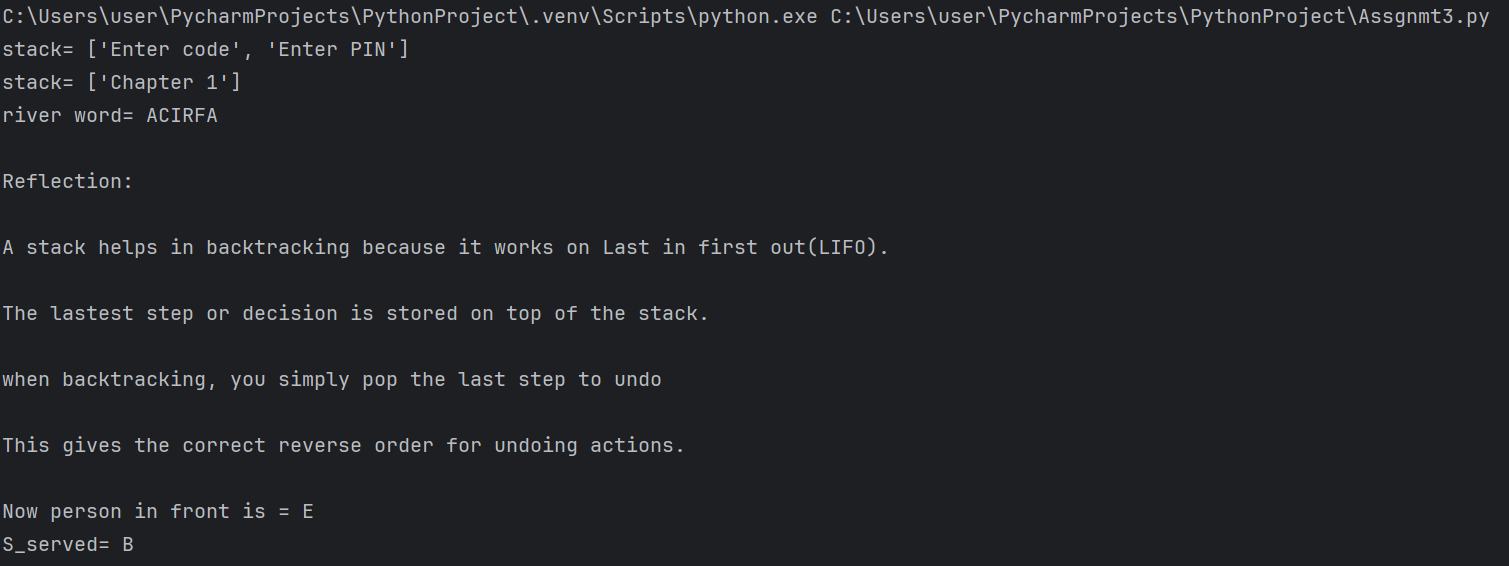 C:\Users\user\PycharmProjects\PythonProject\.venv\Scripts\python.exe C:\Users\user\PycharmProjects\PythonProject\Assgnmt3.py
stack= ['Enter code', 'Enter PIN']
stack= ['Chapter 1']
river word= ACIRFA
Reflection:
A stack helps in backtracking because it works on Last in first out(LIFO).
The lastest step or decision is stored on top of the stack.
when backtracking, you simply pop the last step to undo
This gives the correct reverse order for undoing actions.
Now person in front is = E
S_served= B